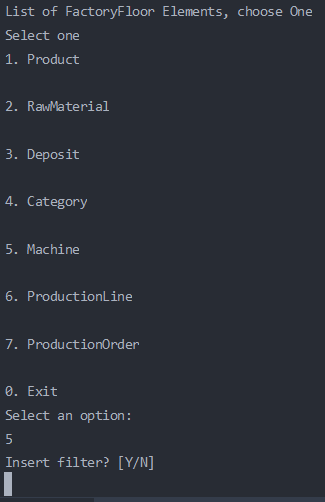 List of FactoryFloor Elements, choose One
Select one
1. Product
2. RawMaterial
3. Deposit
4. Category
5. Machine
6. ProductionLine
7. ProductionOrder
0. Exit
Select an option:
5
Insert filter? [Y/N]